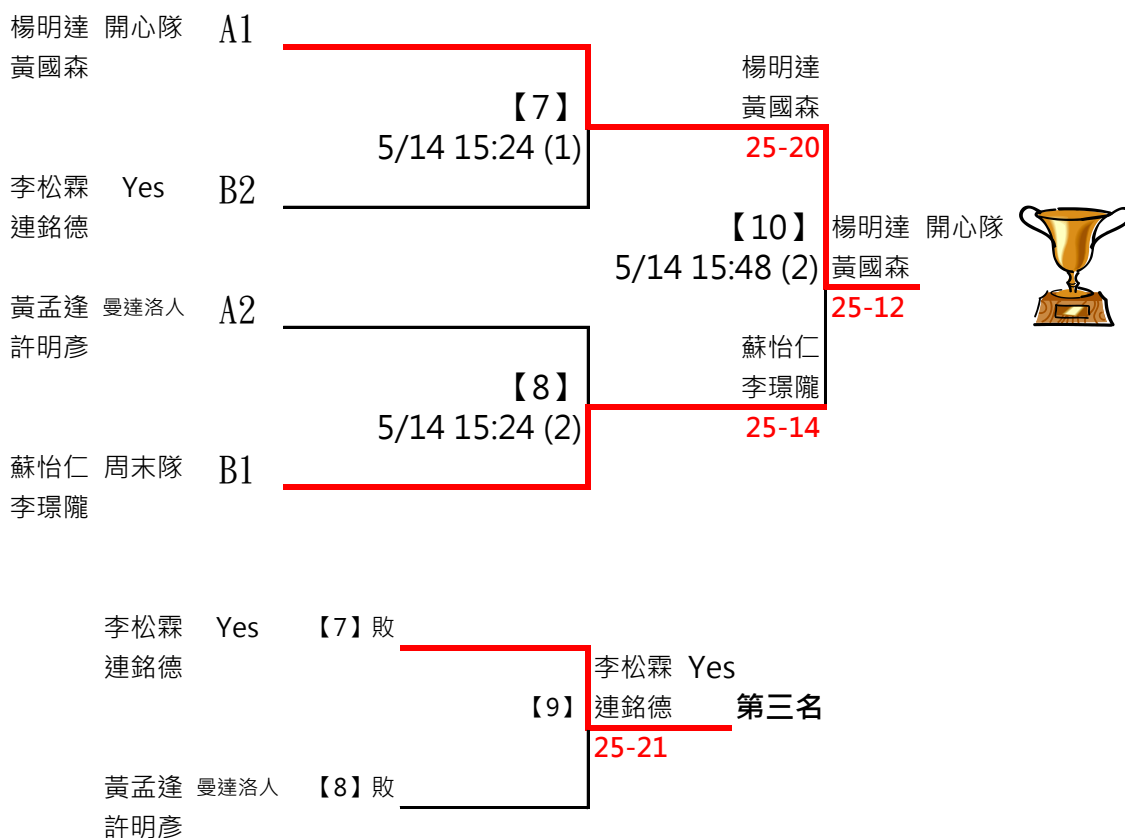 楊明達 開心隊 A1
黃國森
楊明達
黃國森
【7】
5/14 15:24 (1)
25-20
李松霖 Yes B2
連銘德
【10】 楊明達 開心隊
5/14 15:48 (2) 黃國森
25-12
黃孟逢 曼達洛人 A2
許明彥
蘇怡仁
李璟隴
【8】
5/14 15:24 (2)
25-14
蘇怡仁 周末隊 B1
李璟隴
李松霖 Yes 【7】敗
連銘德
李松霖 Yes
【9】 連銘德 第三名
25-21
黃孟逢 曼達洛人 【8】敗
許明彥